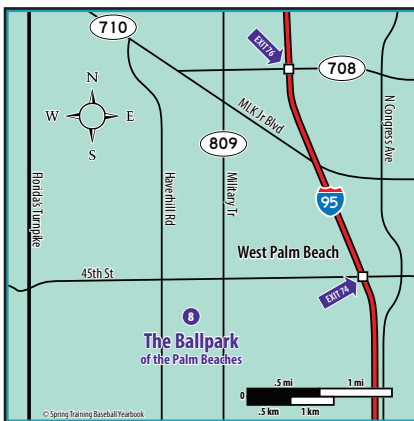 710
EXIT 76
708
N
W E
S
MLK Jr Blvd
N Congress Ave
809
Florida's Turnpike
Haverhill Rd
Military Tr
95
West Palm Beach
45th St
EXIT 74
8
The Ballpark
of the Palm Beaches
.5 mi 1 mi
0
.5 km 1 km
© Spring Training Baseball Yearbook